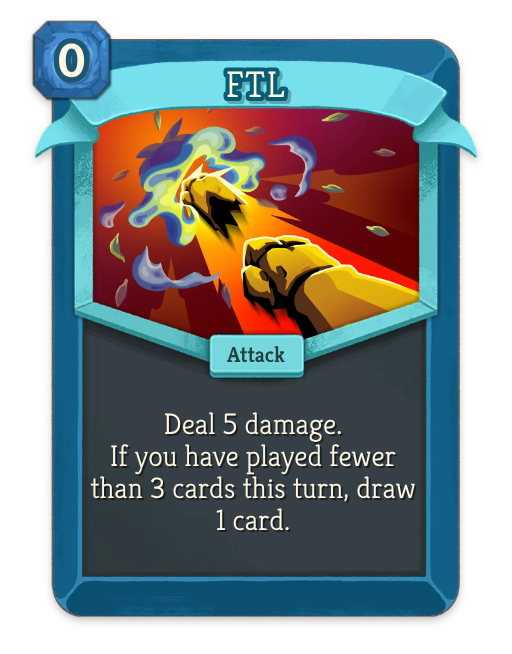 0
FTL
Attack
Deal 5 damage.
If you have played fewer
than 3 cards this turn, draw
1 card.